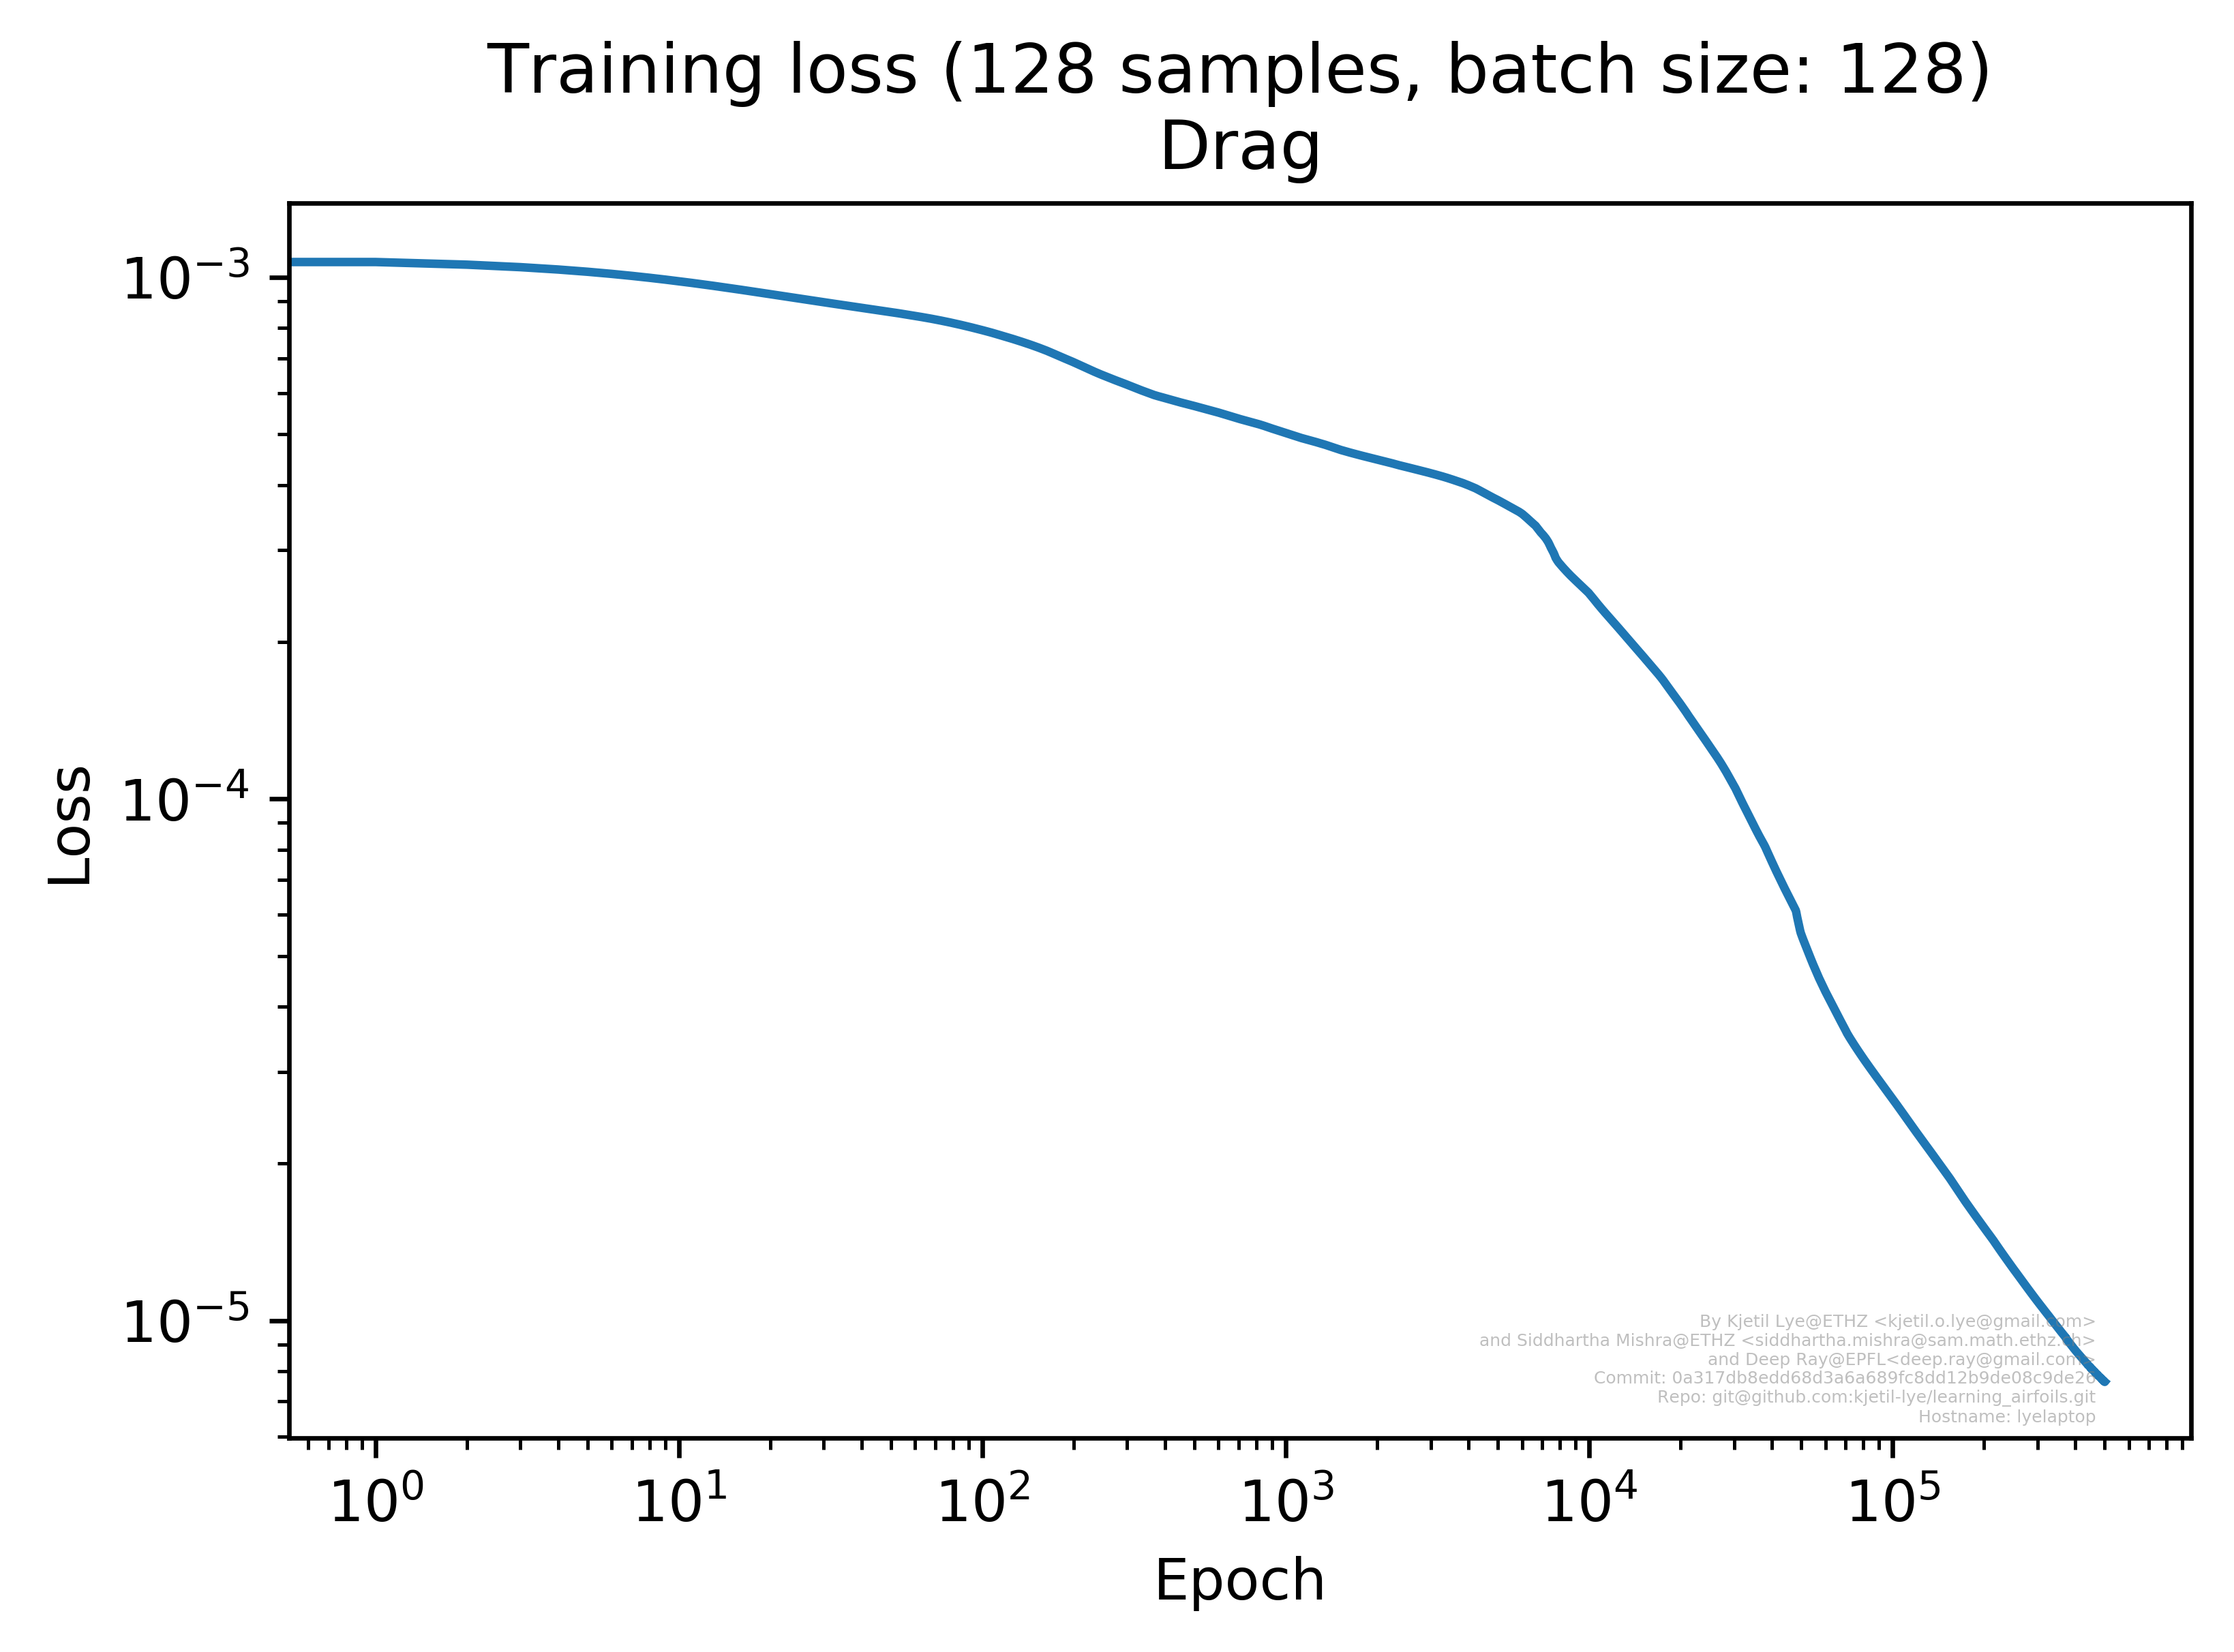 Training loss (128 samples, batch size: 128)
Drag
Loss
10⁻³
10⁻⁴
10⁻⁵
By Kjetil Lye@ETHZ <kjetil.o.lye@gmail.com>
and Siddhartha Mishra@ETHZ <siddhartha.mishra@sam.math.ethz.ch>
and Deep Ray@EPFL<deep.ray@gmail.com>
Commit: 0a317db8edd68d3a6a689fc8dd12b9de08c9de26
Repo: git@github.com:kjetil-lye/learning_airfoils.git
Hostname: lyelaptop
10⁰ 10¹ 10² 10³ 10⁴ 10⁵
Epoch